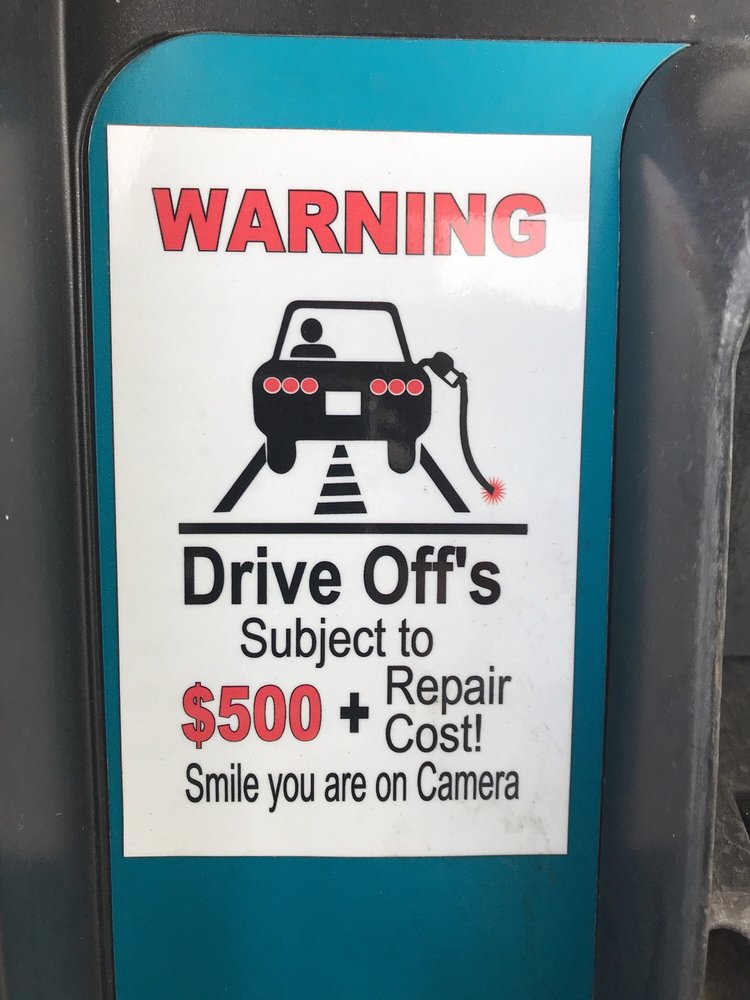 WARNING
Drive Off's
Subject to
$500 + Repair
Cost!
Smile you are on Camera